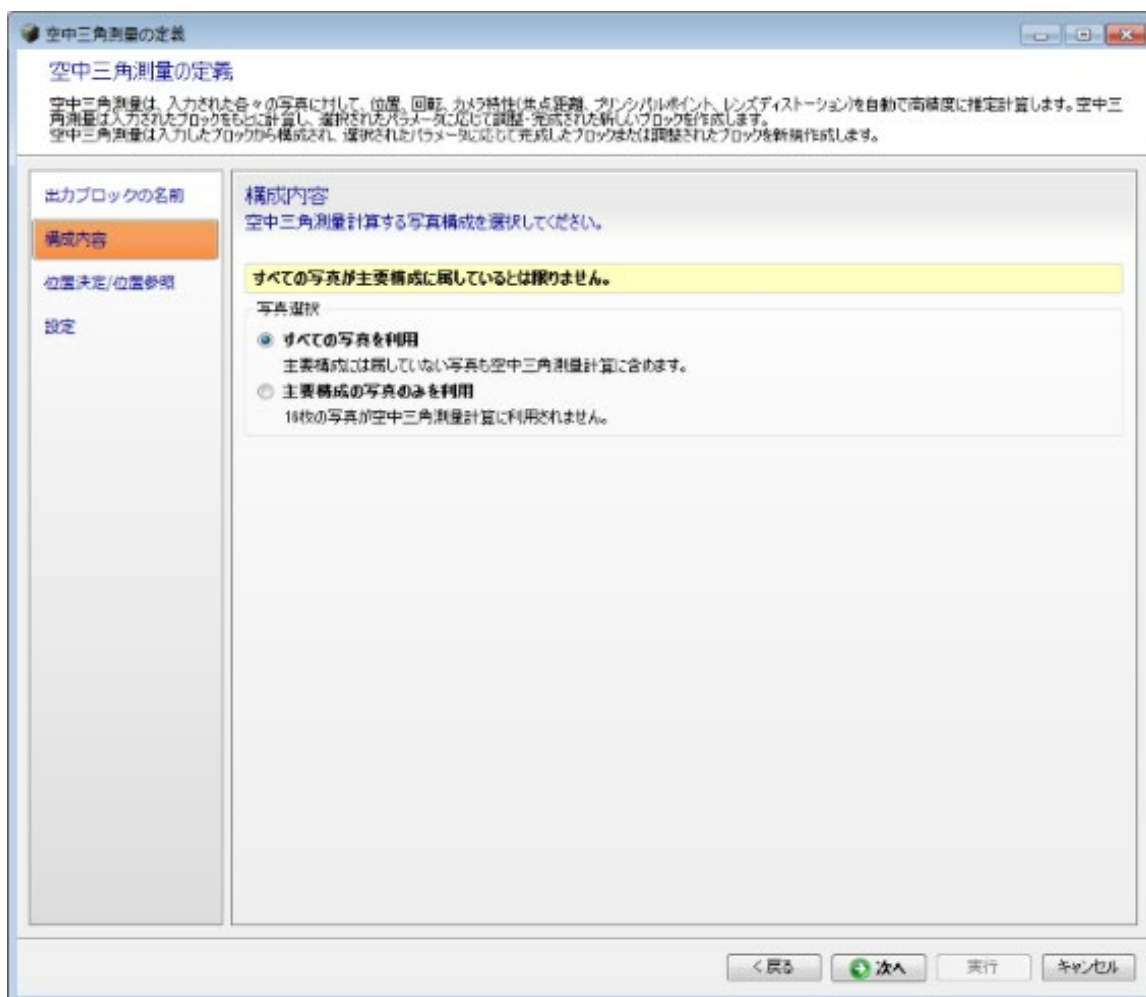 空中三角測量の定義
空中三角測量の定義
空中三角測量は、入力された各々の写真に対して、位置、回転、カメラ特性(焦点距離、プリンシパルポイント、レンズディストーション)を自動で高精度に推定計算します。空中三
角測量は入力されたブロックをもとに計算し、選択されたパラメータに応じて調整・完成された新しいブロックを作成します。
空中三角測量は入力したブロックから構成され、選択されたパラメータに応じて完成したブロックまたは調整されたブロックを新規作成します。
出力ブロックの名前
構成内容
位置決定/位置参照
設定
構成内容
空中三角測量計算する写真構成を選択してください。
すべての写真が主要構成に属しているとは限りません。
写真選択
すべての写真を利用
主要構成には属していない写真も空中三角測量計算に含めます。
主要構成の写真のみを利用
16枚の写真が空中三角測量計算に利用されません。
< 戻る
次へ
実行
キャンセル